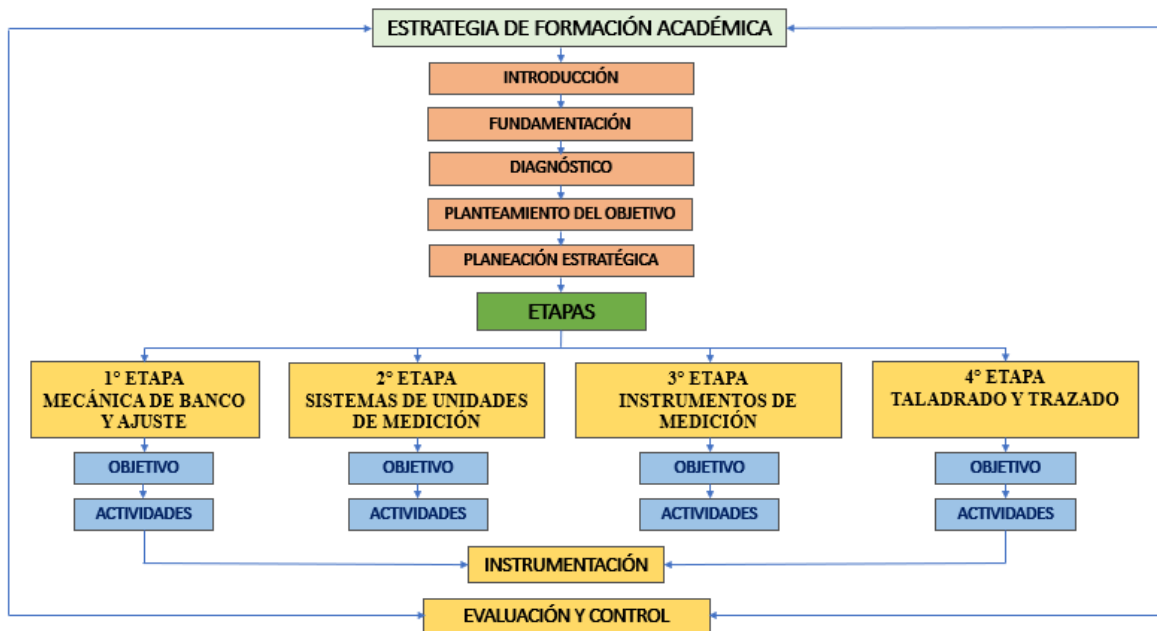 ESTRATEGIA DE FORMACIÓN ACADÉMICA
INTRODUCCIÓN
FUNDAMENTACIÓN
DIAGNÓSTICO
PLANTEAMIENTO DEL OBJETIVO
PLANEACIÓN ESTRATÉGICA
ETAPAS
1° ETAPA
MECÁNICA DE BANCO
Y AJUSTE
2° ETAPA
SISTEMAS DE UNIDADES
DE MEDICIÓN
3° ETAPA
INSTRUMENTOS DE
MEDICIÓN
4° ETAPA
TALADRADO Y TRAZADO
OBJETIVO
OBJETIVO
OBJETIVO
OBJETIVO
ACTIVIDADES
ACTIVIDADES
ACTIVIDADES
ACTIVIDADES
INSTRUMENTACIÓN
EVALUACIÓN Y CONTROL